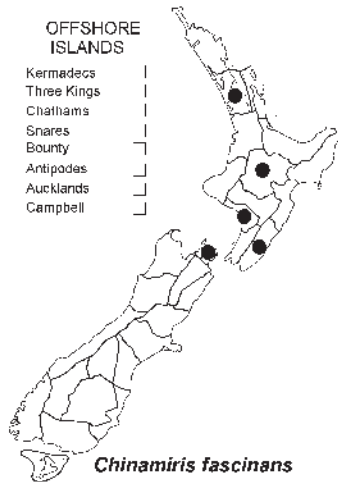 OFFSHORE
ISLANDS
Kermadecs
Three Kings
Chathams
Snares
Bounty
Antipodes
Aucklands
Campbell
Chinamiris fascinans